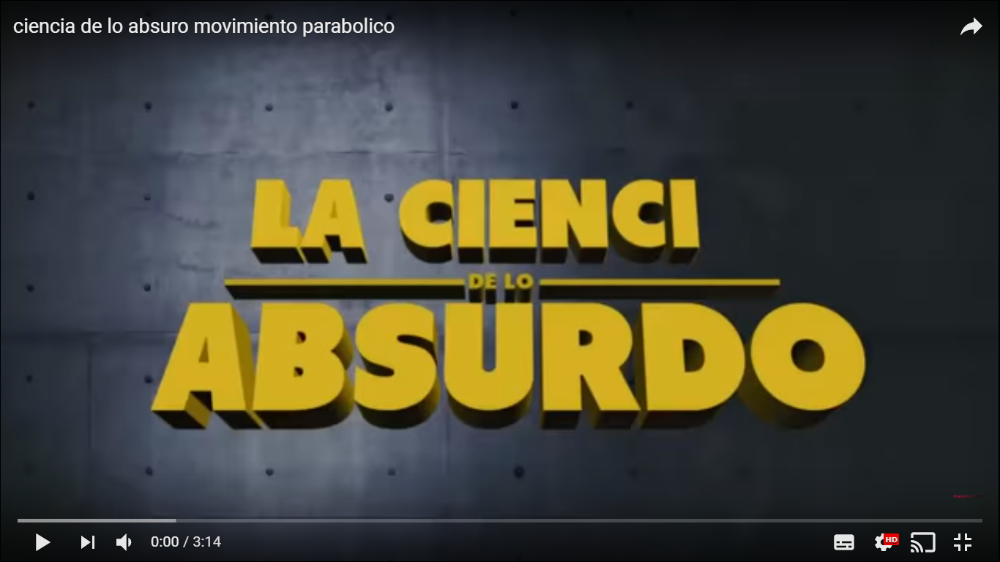 ciencia de lo absuro movimiento parabolico
LA CIENCI
DE LO
ABSURDO
0:00 / 3:14
HD